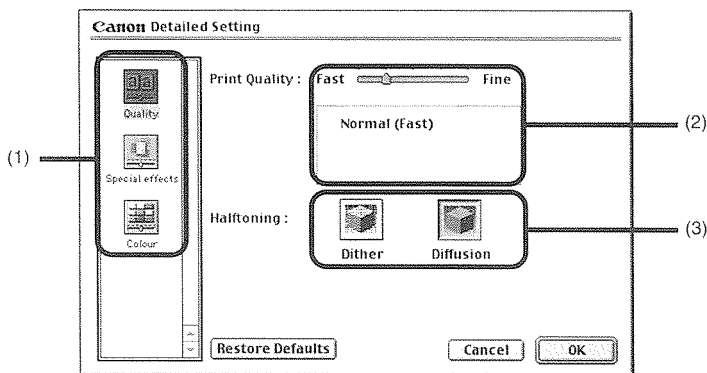 Canon Detailed Setting
Print Quality : Fast Fine
Normal (Fast)
(1)
(2)
(3)
Quality
Special effects
Colour
Halftoning :
Dither Diffusion
Restore Defaults Cancel OK